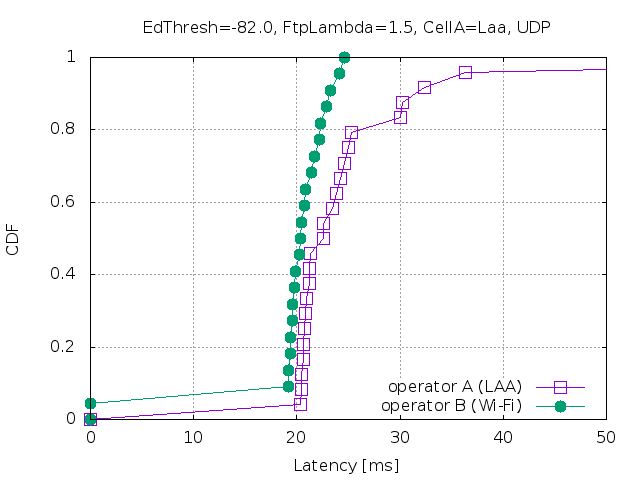 EdThresh=-82.0, FtpLambda=1.5, CellA=Laa, UDP
1
0.8
0.6
0.4
0.2
0
CDF
operator A (LAA)
operator B (Wi-Fi)
0 10 20 30 40 50
Latency [ms]